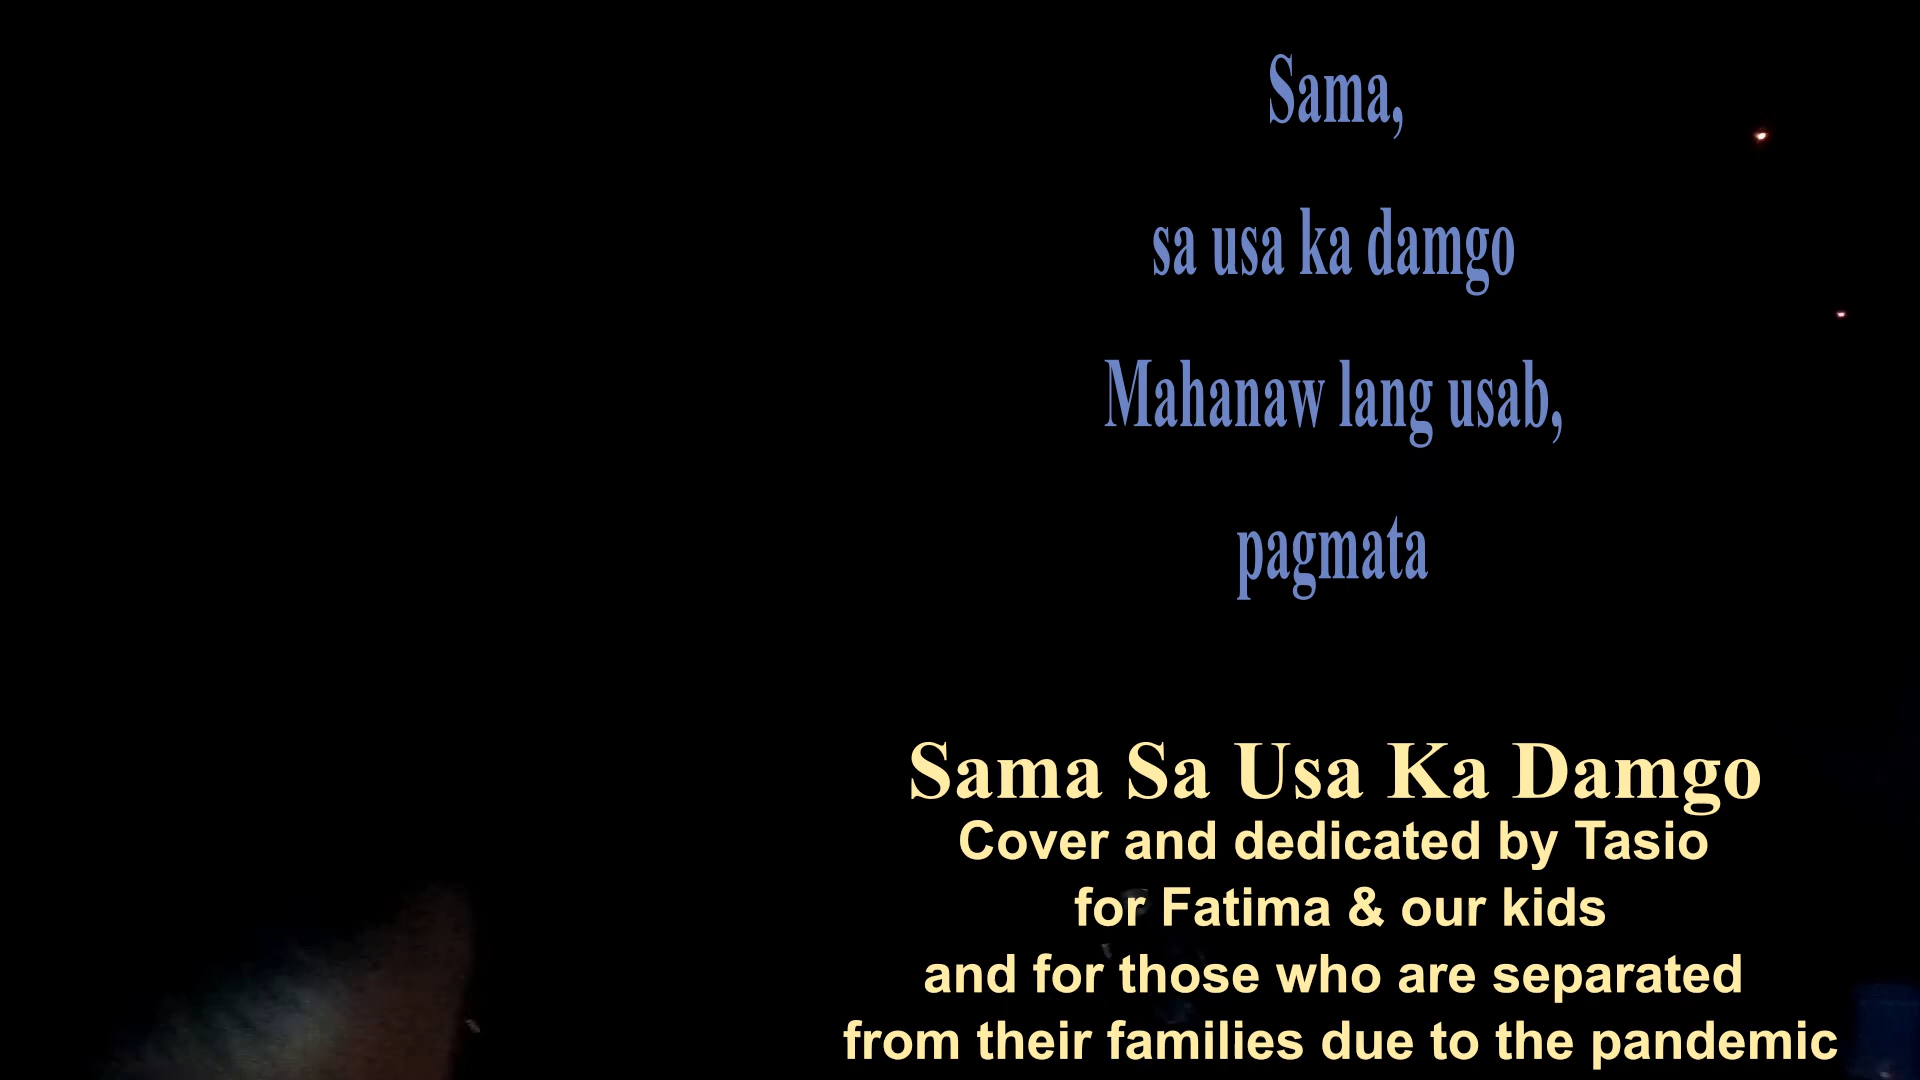 Sama,
sa usa ka damgo
Mahanaw lang usab,
pagmata
Sama Sa Usa Ka Damgo
Cover and dedicated by Tasio
for Fatima & our kids
and for those who are separated
from their families due to the pandemic